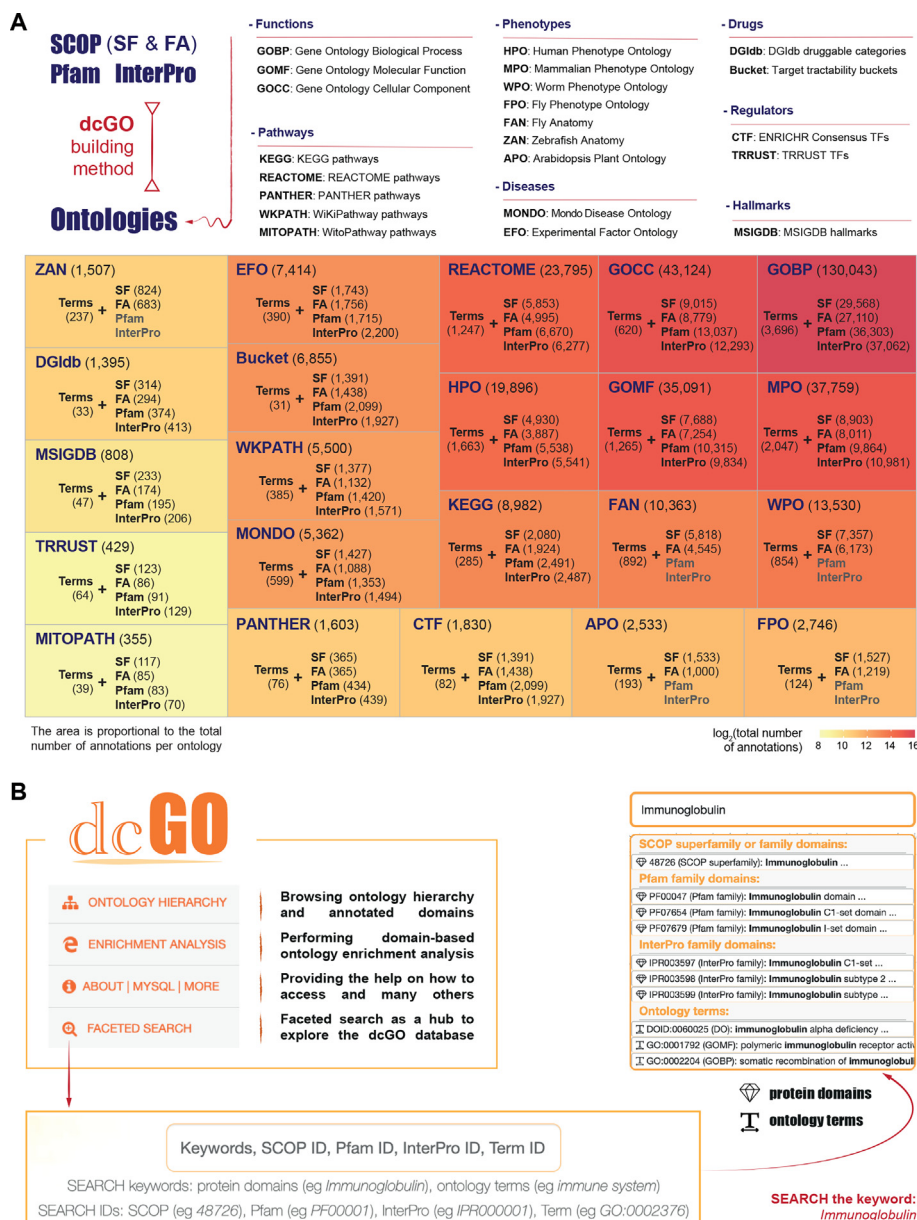 A
SCOP (SF & FA)
Pfam InterPro
dcGO
building
method
Ontologies
- Functions
GOBP: Gene Ontology Biological Process
GOMF: Gene Ontology Molecular Function
GOCC: Gene Ontology Cellular Component
- Pathways
KEGG: KEGG pathways
REACTOME: REACTOME pathways
PANTHER: PANTHER pathways
WKPATH: WiKiPathway pathways
MITOPATH: WitoPathway pathways
- Phenotypes
HPO: Human Phenotype Ontology
MPO: Mammalian Phenotype Ontology
WPO: Worm Phenotype Ontology
FPO: Fly Phenotype Ontology
FAN: Fly Anatomy
ZAN: Zebrafish Anatomy
APO: Arabidopsis Plant Ontology
- Diseases
MONDO: Mondo Disease Ontology
EFO: Experimental Factor Ontology
- Drugs
DGIdb: DGIdb druggable categories
Bucket: Target tractability buckets
- Regulators
CTF: ENRICHR Consensus TFs
TRRUST: TRRUST TFs
- Hallmarks
MSIGDB: MSIGDB hallmarks
ZAN (1,507)
Terms (237) +
SF (824)
FA (683)
Pfam
InterPro
DGIdb (1,395)
Terms (33) +
SF (314)
FA (294)
Pfam (374)
InterPro (413)
MSIGDB (808)
Terms (47) +
SF (233)
FA (174)
Pfam (195)
InterPro (206)
TRRUST (429)
Terms (64) +
SF (123)
FA (86)
Pfam (91)
InterPro (129)
MITOPATH (355)
Terms (39) +
SF (117)
FA (85)
Pfam (83)
InterPro (70)
EFO (7,414)
Terms (390) +
SF (1,743)
FA (1,756)
Pfam (1,715)
InterPro (2,200)
Bucket (6,855)
Terms (31) +
SF (1,391)
FA (1,438)
Pfam (2,099)
InterPro (1,927)
WKPATH (5,500)
Terms (385) +
SF (1,377)
FA (1,132)
Pfam (1,420)
InterPro (1,571)
MONDO (5,362)
Terms (599) +
SF (1,427)
FA (1,088)
Pfam (1,353)
InterPro (1,494)
REACTOME (23,795)
Terms (1,247) +
SF (5,853)
FA (4,995)
Pfam (6,670)
InterPro (6,277)
GOCC (43,124)
Terms (620) +
SF (9,015)
FA (8,779)
Pfam (13,037)
InterPro (12,293)
GOBP (130,043)
Terms (3,696) +
SF (29,568)
FA (27,110)
Pfam (36,303)
InterPro (37,062)
HPO (19,896)
Terms (1,663) +
SF (4,930)
FA (3,887)
Pfam (5,538)
InterPro (5,541)
GOMF (35,091)
Terms (1,265) +
SF (7,688)
FA (7,254)
Pfam (10,315)
InterPro (9,834)
MPO (37,759)
Terms (2,047) +
SF (8,903)
FA (8,011)
Pfam (9,864)
InterPro (10,981)
KEGG (8,982)
Terms (285) +
SF (2,080)
FA (1,924)
Pfam (2,491)
InterPro (2,487)
FAN (10,363)
Terms (892) +
SF (5,818)
FA (4,545)
Pfam
InterPro
WPO (13,530)
Terms (854) +
SF (7,357)
FA (6,173)
Pfam
InterPro
PANTHER (1,603)
Terms (76) +
SF (365)
FA (365)
Pfam (434)
InterPro (439)
CTF (1,830)
Terms (82) +
SF (1,391)
FA (1,438)
Pfam (2,099)
InterPro (1,927)
APO (2,533)
Terms (193) +
SF (1,533)
FA (1,000)
Pfam
InterPro
FPO (2,746)
Terms (124) +
SF (1,527)
FA (1,219)
Pfam
InterPro
The area is proportional to the total
number of annotations per ontology
log2(total number
of annotations)
8 10 12 14 16
B
dcGO
ONTOLOGY HIERARCHY
Browsing ontology hierarchy
and annotated domains
ENRICHMENT ANALYSIS
Performing domain-based
ontology enrichment analysis
ABOUT | MYSQL | MORE
Providing the help on how to
access and many others
FACETED SEARCH
Faceted search as a hub to
explore the dcGO database
Immunoglobulin
SCOP superfamily or family domains:
48726 (SCOP superfamily): Immunoglobulin ...
Pfam family domains:
PF00047 (Pfam family): Immunoglobulin domain ...
PF07654 (Pfam family): Immunoglobulin C1-set domain ...
PF07679 (Pfam family): Immunoglobulin I-set domain ...
InterPro family domains:
IPR003597 (InterPro family): Immunoglobulin C1-set ...
IPR003598 (InterPro family): Immunoglobulin subtype 2 ...
IPR003599 (InterPro family): Immunoglobulin subtype ...
Ontology terms:
DOID:0060025 (DO): immunoglobulin alpha deficiency ...
GO:0001792 (GOMF): polymeric immunoglobulin receptor activ
GO:0002204 (GOBP): somatic recombination of immunoglobuli
protein domains
ontology terms
Keywords, SCOP ID, Pfam ID, InterPro ID, Term ID
SEARCH keywords: protein domains (eg Immunoglobulin), ontology terms (eg immune system)
SEARCH IDs: SCOP (eg 48726), Pfam (eg PF00001), InterPro (eg IPR000001), Term (eg GO:0002376)
SEARCH the keyword:
Immunoglobulin